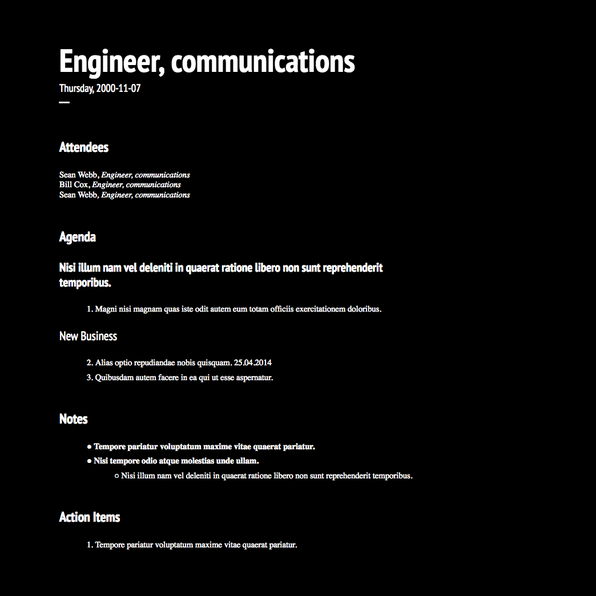 Engineer, communications
Thursday, 2000-11-07
Attendees
Sean Webb, Engineer, communications
Bill Cox, Engineer, communications
Sean Webb, Engineer, communications
Agenda
Nisi illum nam vel deleniti in quaerat ratione libero non sunt reprehenderit
temporibus.
1. Magni nisi magnam quas iste odit autem eum totam officiis exercitationem doloribus.
New Business
2. Alias optio repudiandae nobis quisquam. 25.04.2014
3. Quibusdam autem facere in ea qui ut esse aspernatur.
Notes
● Tempore pariatur voluptatum maxime vitae quaerat pariatur.
● Nisi tempore odio atque molestias unde ullam.
○ Nisi illum nam vel deleniti in quaerat ratione libero non sunt reprehenderit temporibus.
Action Items
1. Tempore pariatur voluptatum maxime vitae quaerat pariatur.